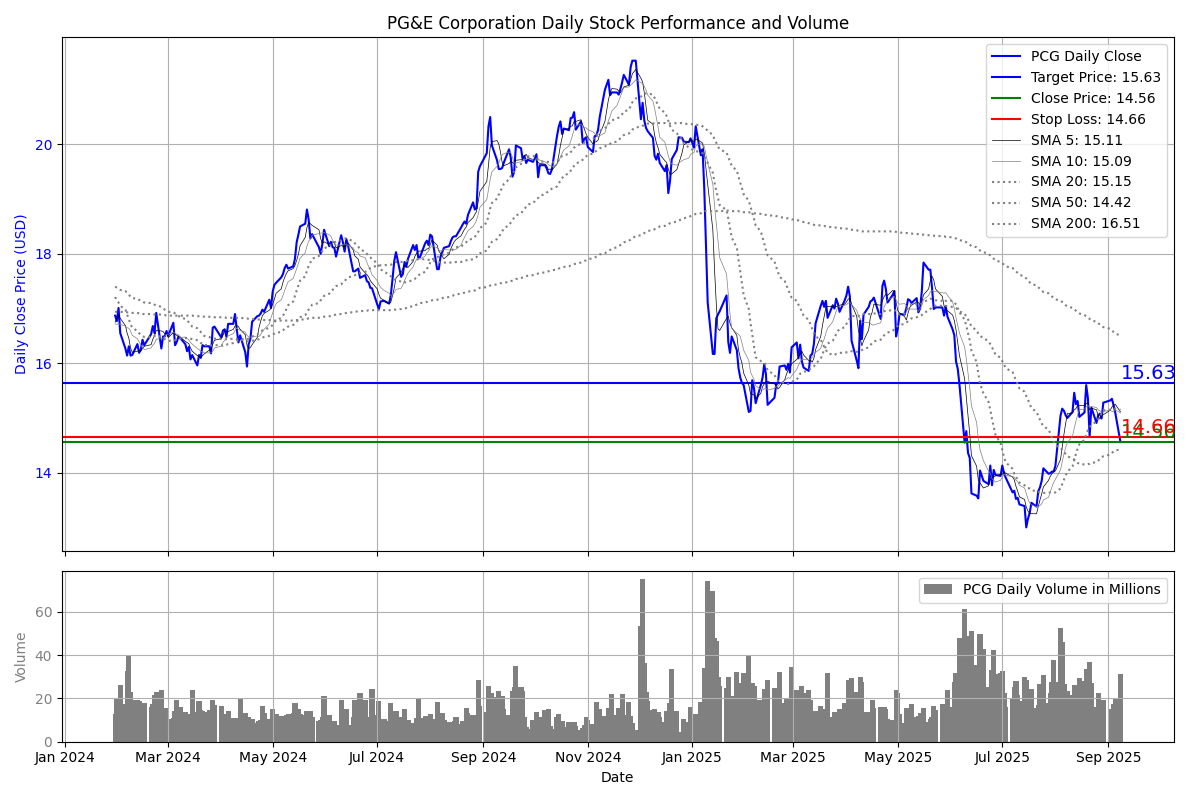 PG&E Corporation Daily Stock Performance and Volume
PCG Daily Close
Target Price: 15.63
Close Price: 14.56
Stop Loss: 14.66
SMA 5: 15.11
SMA 10: 15.09
SMA 20: 15.15
SMA 50: 14.42
SMA 200: 16.51
Daily Close Price (USD)
20
18
16
14
15.63
14.66
14.56
PCG Daily Volume in Millions
Volume
60
40
20
0
Jan 2024 Mar 2024 May 2024 Jul 2024 Sep 2024 Nov 2024 Jan 2025 Mar 2025 May 2025 Jul 2025 Sep 2025
Date